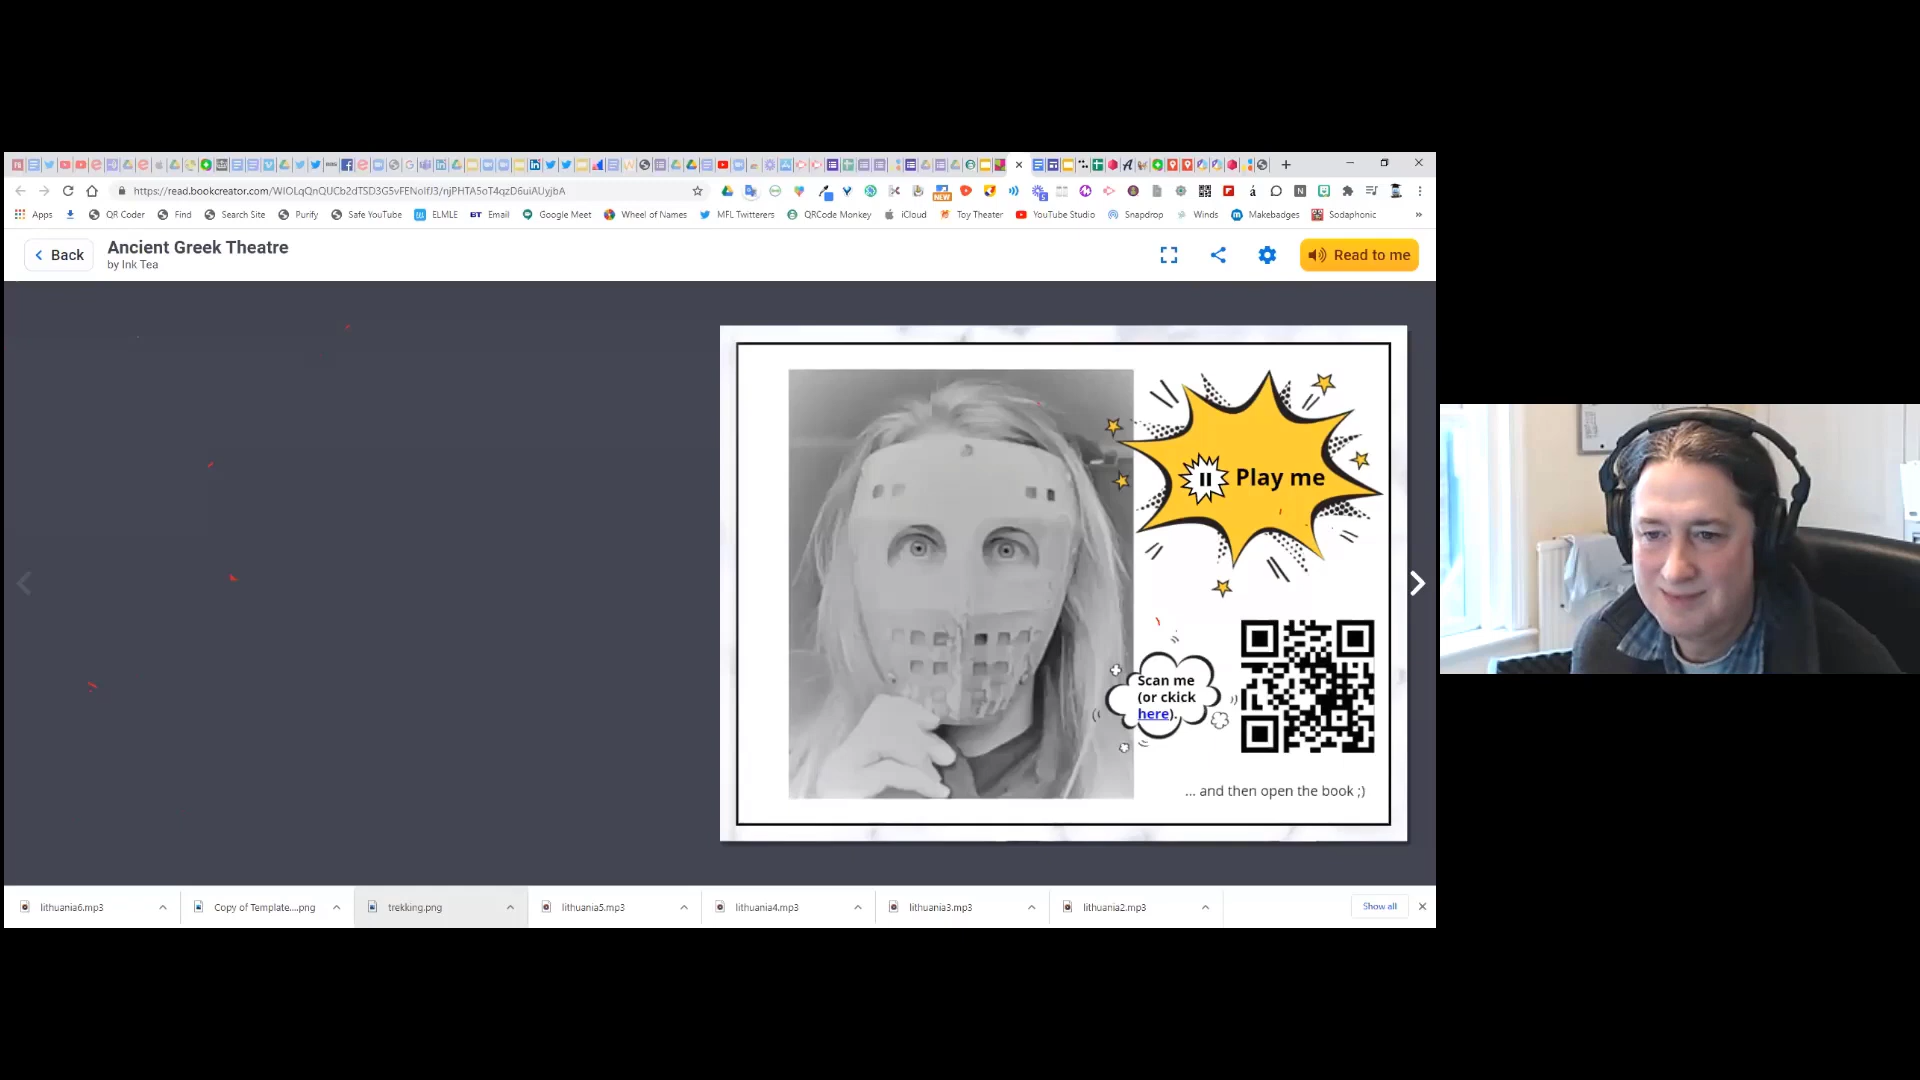 https://read.bookcreator.com/WIOLqQnQUCb2dTSD3G5vFENolfJ3/njPHTA5oT4qzD6uiAUyjbA
Apps QR Coder Find Search Site Purify Safe YouTube ELMLE BT Email Google Meet Wheel of Names MFL Twitterers QRCode Monkey iCloud Toy Theater YouTube Studio Snapdrop Winds Makebadges Sodaphonic
Back
Ancient Greek Theatre
by Ink Tea
Read to me
Play me
Scan me
(or ckick
here).
... and then open the book ;)
lithuania6.mp3 Copy of Template....png trekking.png lithuania5.mp3 lithuania4.mp3 lithuania3.mp3 lithuania2.mp3 Show all